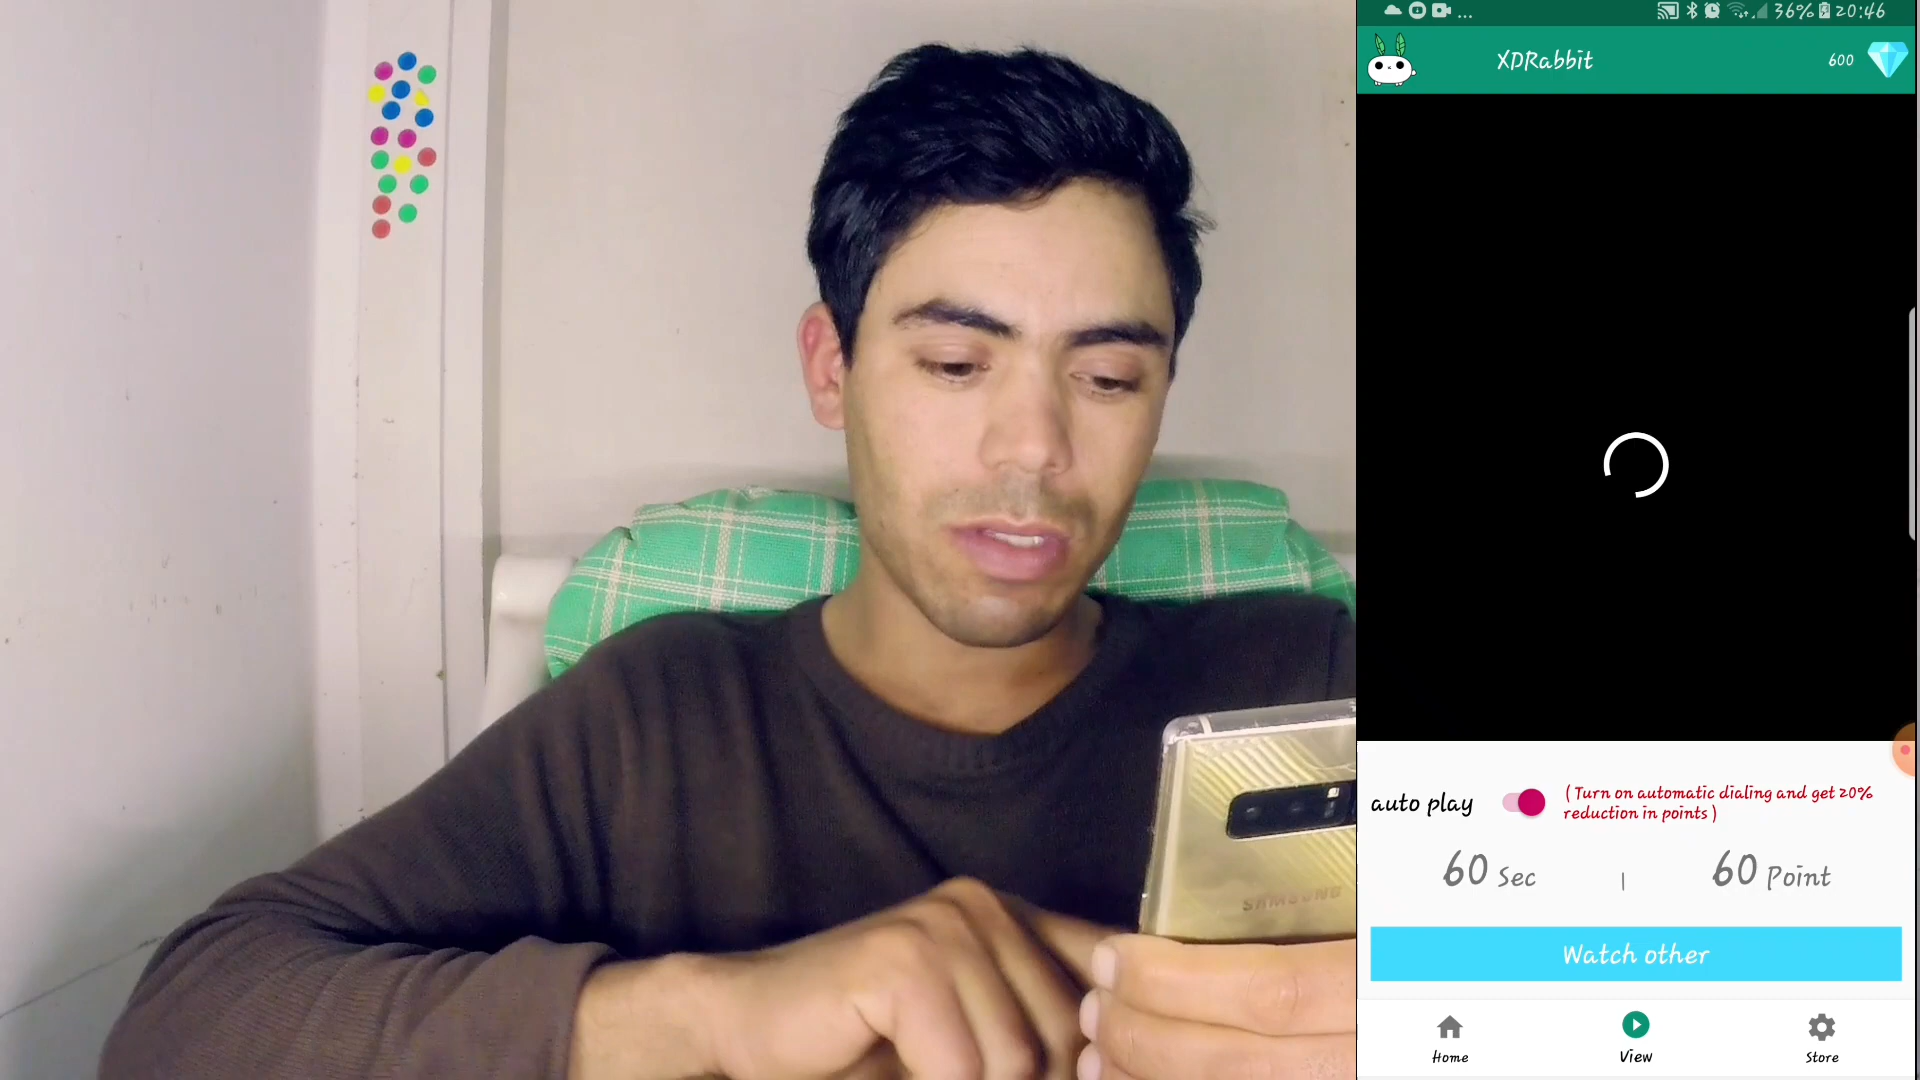 ... 36% 20:46
XDRabbit 600
auto play
( Turn on automatic dialing and get 20%
reduction in points )
60 Sec | 60 Point
Watch other
Home View Store
SAMSUNG